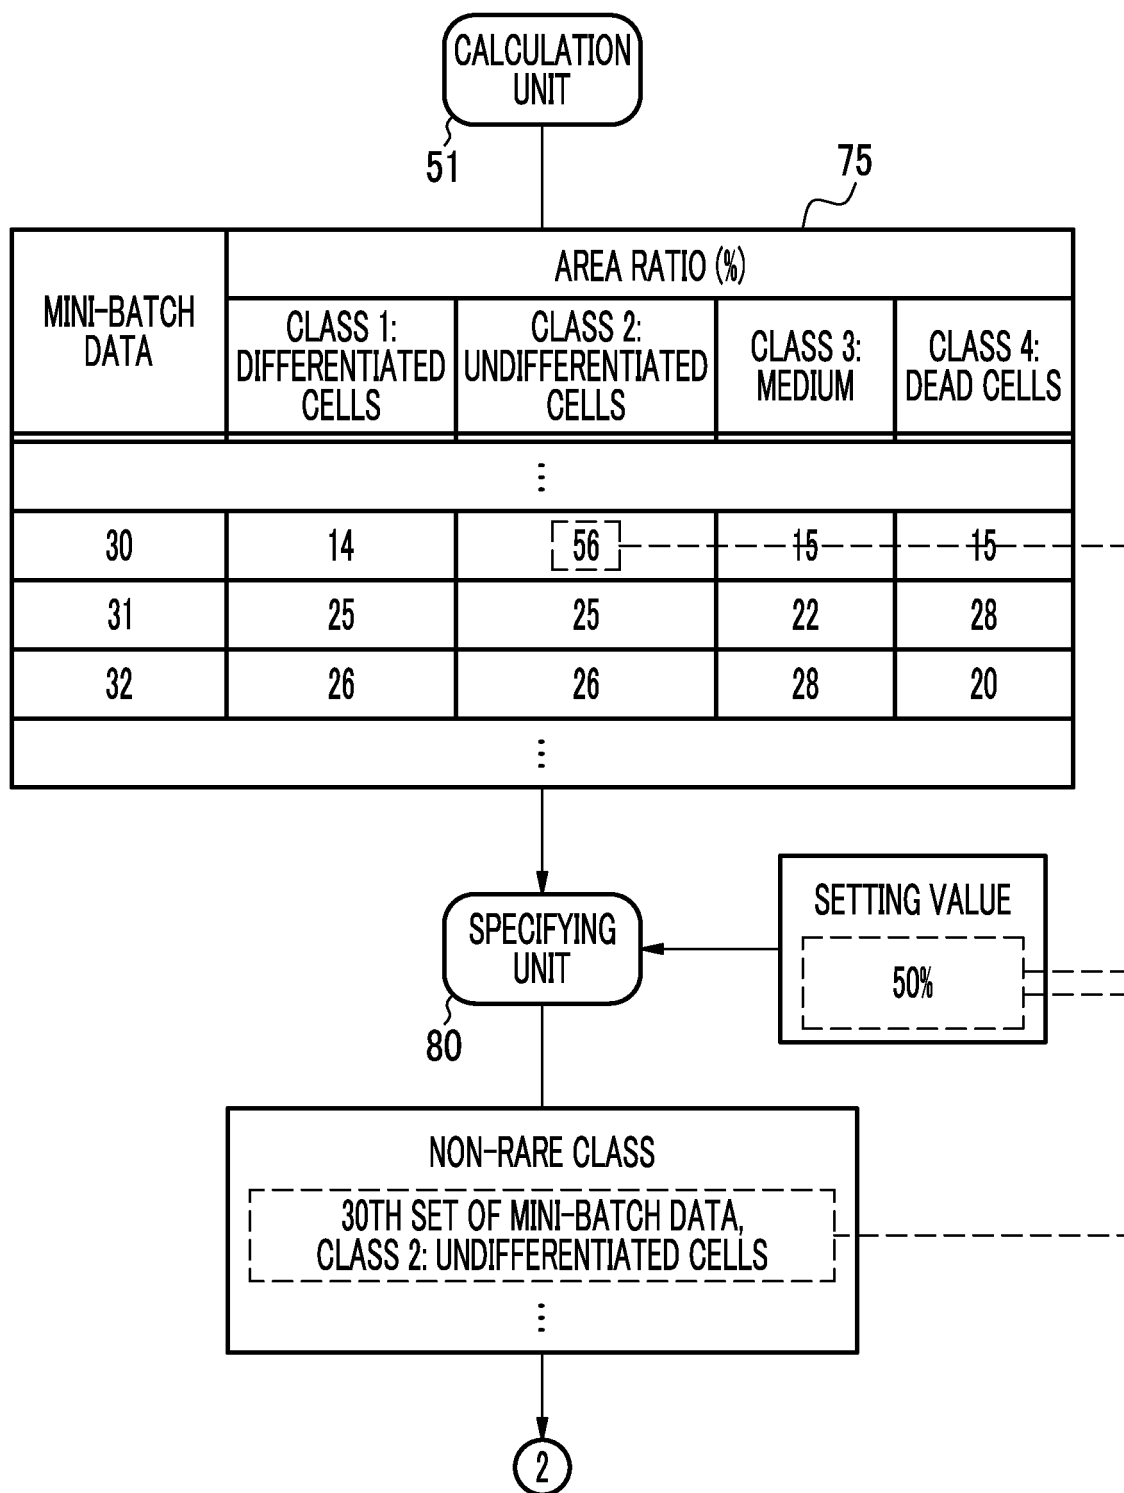 CALCULATION
UNIT
51
75
MINI-BATCH
DATA
AREA RATIO (%)
CLASS 1:
DIFFERENTIATED
CELLS
CLASS 2:
UNDIFFERENTIATED
CELLS
CLASS 3:
MEDIUM
CLASS 4:
DEAD CELLS
⋮
30 14 56 15 15
31 25 25 22 28
32 26 26 28 20
⋮
SPECIFYING
UNIT
80
SETTING VALUE
50%
NON-RARE CLASS
30TH SET OF MINI-BATCH DATA,
CLASS 2: UNDIFFERENTIATED CELLS
⋮
2